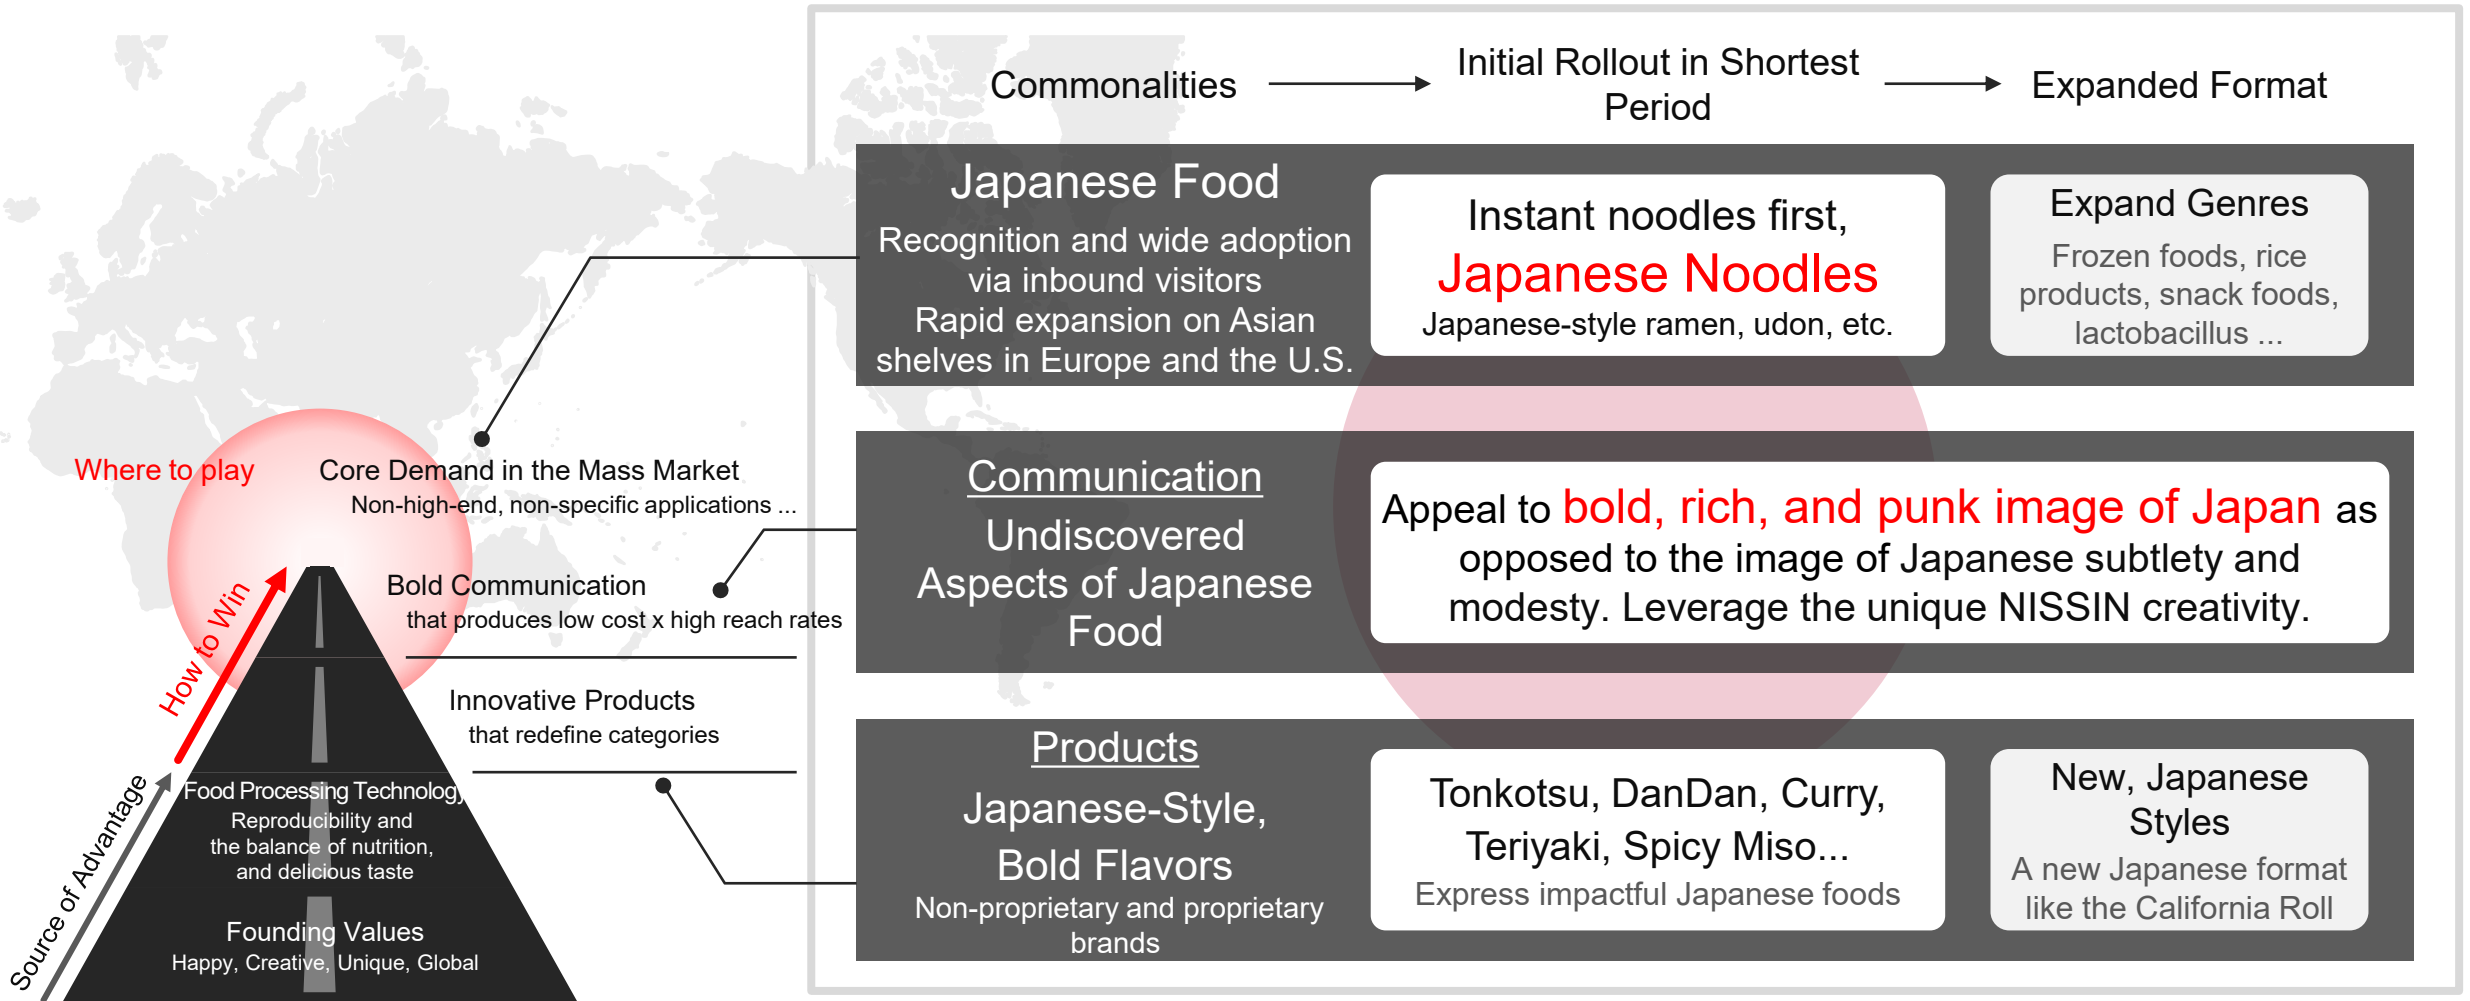 Where to play
Core Demand in the Mass Market
Non-high-end, non-specific applications ...
How to Win
Bold Communication
that produces low cost x high reach rates
Innovative Products
that redefine categories
Source of Advantage
Food Processing Technology
Reproducibility and
the balance of nutrition,
and delicious taste
Founding Values
Happy, Creative, Unique, Global
Commonalities
Initial Rollout in Shortest
Period
Expanded Format
Japanese Food
Recognition and wide adoption
via inbound visitors
Rapid expansion on Asian
shelves in Europe and the U.S.
Instant noodles first,
Japanese Noodles
Japanese-style ramen, udon, etc.
Expand Genres
Frozen foods, rice
products, snack foods,
lactobacillus ...
Communication
Undiscovered
Aspects of Japanese
Food
Appeal to bold, rich, and punk image of Japan as
opposed to the image of Japanese subtlety and
modesty. Leverage the unique NISSIN creativity.
Products
Japanese-Style,
Bold Flavors
Non-proprietary and proprietary
brands
Tonkotsu, DanDan, Curry,
Teriyaki, Spicy Miso...
Express impactful Japanese foods
New, Japanese
Styles
A new Japanese format
like the California Roll